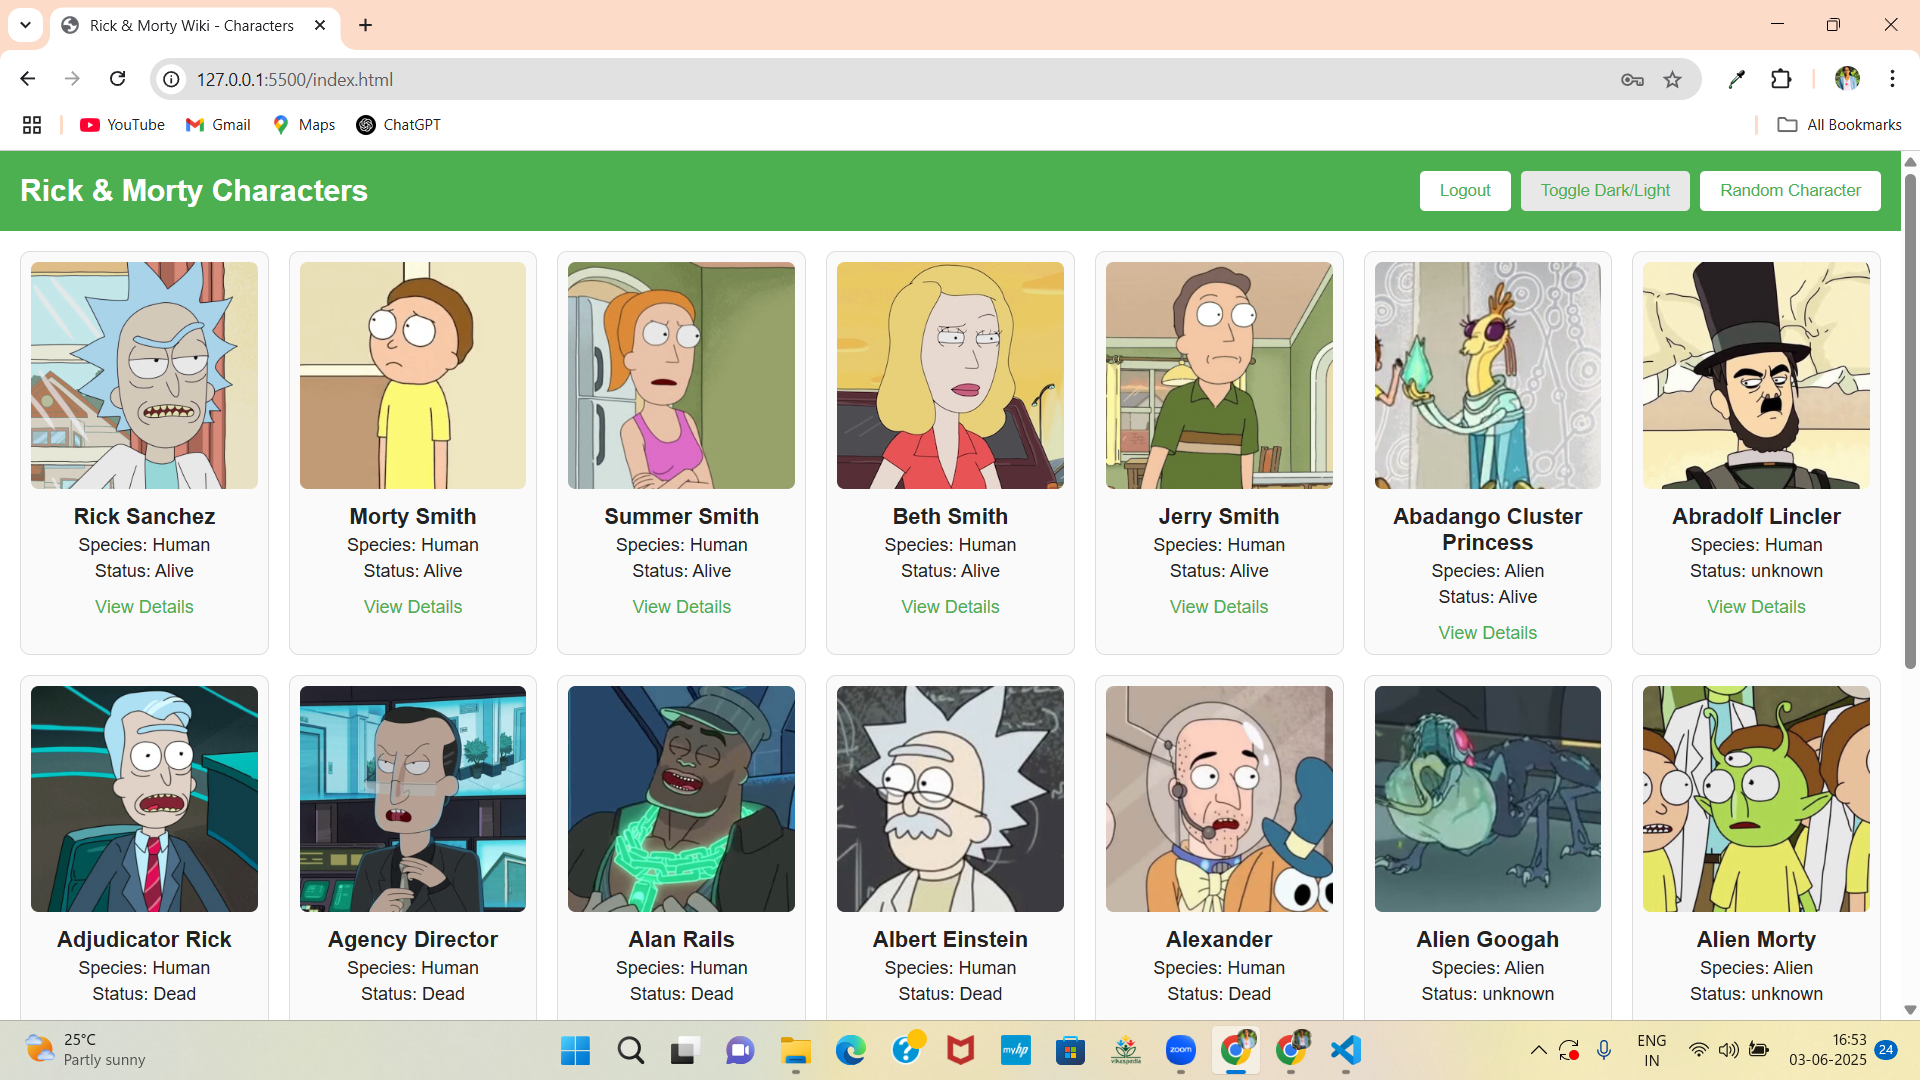 Rick & Morty Wiki - Characters
127.0.0.1:5500/index.html
YouTube
Gmail
Maps
ChatGPT
All Bookmarks
Rick & Morty Characters
Logout
Toggle Dark/Light
Random Character
Rick Sanchez
Species: Human
Status: Alive
View Details
Morty Smith
Species: Human
Status: Alive
View Details
Summer Smith
Species: Human
Status: Alive
View Details
Beth Smith
Species: Human
Status: Alive
View Details
Jerry Smith
Species: Human
Status: Alive
View Details
Abadango Cluster
Princess
Species: Alien
Status: Alive
View Details
Abradolf Lincler
Species: Human
Status: unknown
View Details
Adjudicator Rick
Species: Human
Status: Dead
Agency Director
Species: Human
Status: Dead
Alan Rails
Species: Human
Status: Dead
Albert Einstein
Species: Human
Status: Dead
Alexander
Species: Human
Status: Dead
Alien Googah
Species: Alien
Status: unknown
Alien Morty
Species: Alien
Status: unknown
25°C
Partly sunny
myhp
vikaspedia
zoom
ENG
IN
16:53
03-06-2025
24